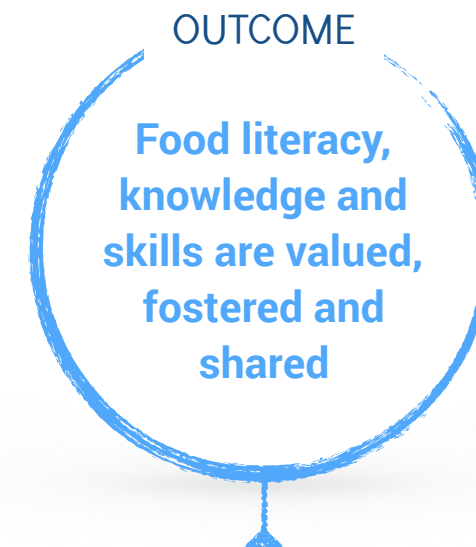 OUTCOME
Food literacy,
knowledge and
skills are valued,
fostered and
shared